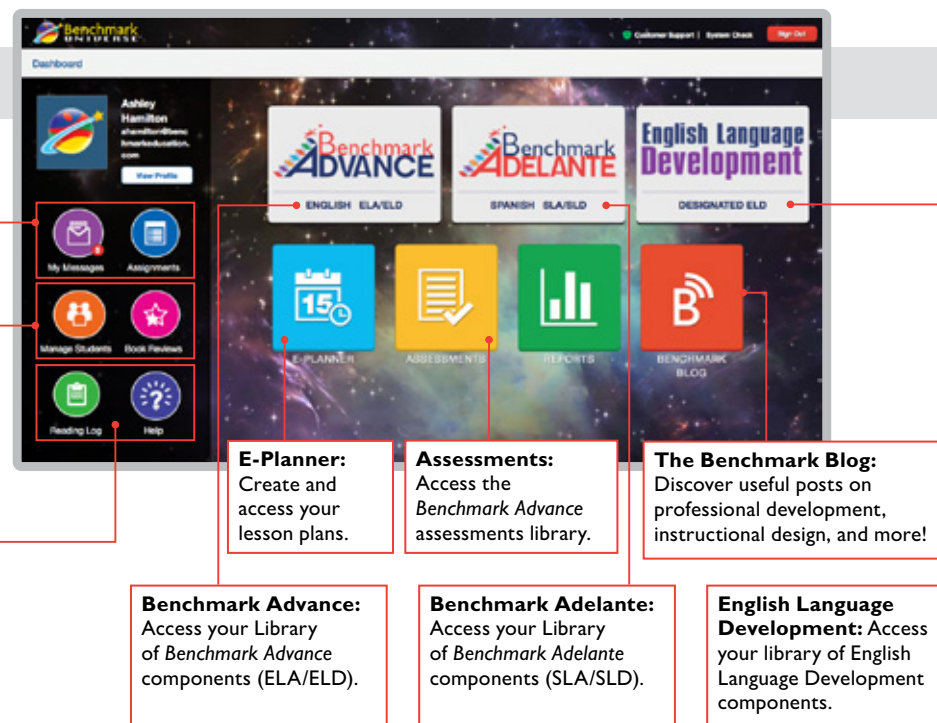 Benchmark
UNIVERSE
Customer Support | System Check
Sign Out
Dashboard
Ashley
Hamilton
ahamilton@benc
hmarkeducation.
com
View Profile
My Messages
Assignments
Manage Students
Book Reviews
Reading Log
Help
Benchmark
ADVANCE
ENGLISH ELA/ELD
Benchmark
ADELANTE
SPANISH SLA/SLD
English Language
Development
DESIGNATED ELD
15
E-PLANNER
ASSESSMENTS
REPORTS
B
BENCHMARK
BLOG
E-Planner:
Create and
access your
lesson plans.
Assessments:
Access the
Benchmark Advance
assessments library.
The Benchmark Blog:
Discover useful posts on
professional development,
instructional design, and more!
Benchmark Advance:
Access your Library
of Benchmark Advance
components (ELA/ELD).
Benchmark Adelante:
Access your Library
of Benchmark Adelante
components (SLA/SLD).
English Language
Development: Access
your library of English
Language Development
components.